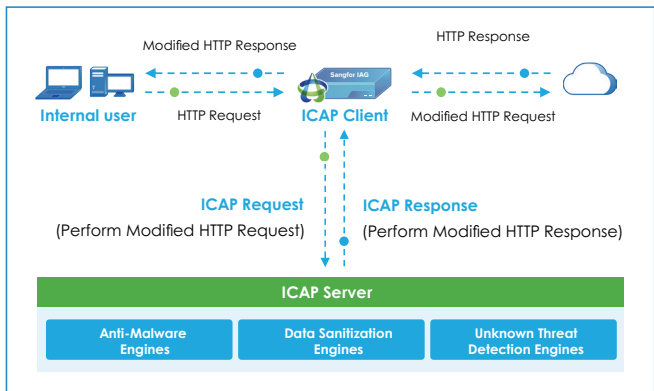 Modified HTTP Response
HTTP Response
Sangfor IAG
Internal user
HTTP Request
ICAP Client
Modified HTTP Request
ICAP Request
(Perform Modified HTTP Request)
ICAP Response
(Perform Modified HTTP Response)
ICAP Server
Anti-Malware
Engines
Data Sanitization
Engines
Unknown Threat
Detection Engines